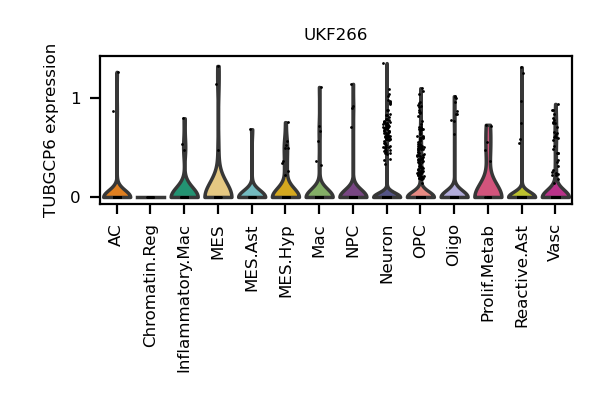 UKF266
TUBGCP6 expression
1
0
AC
Chromatin.Reg
Inflammatory.Mac
MES
MES.Ast
MES.Hyp
Mac
NPC
Neuron
OPC
Oligo
Prolif.Metab
Reactive.Ast
Vasc